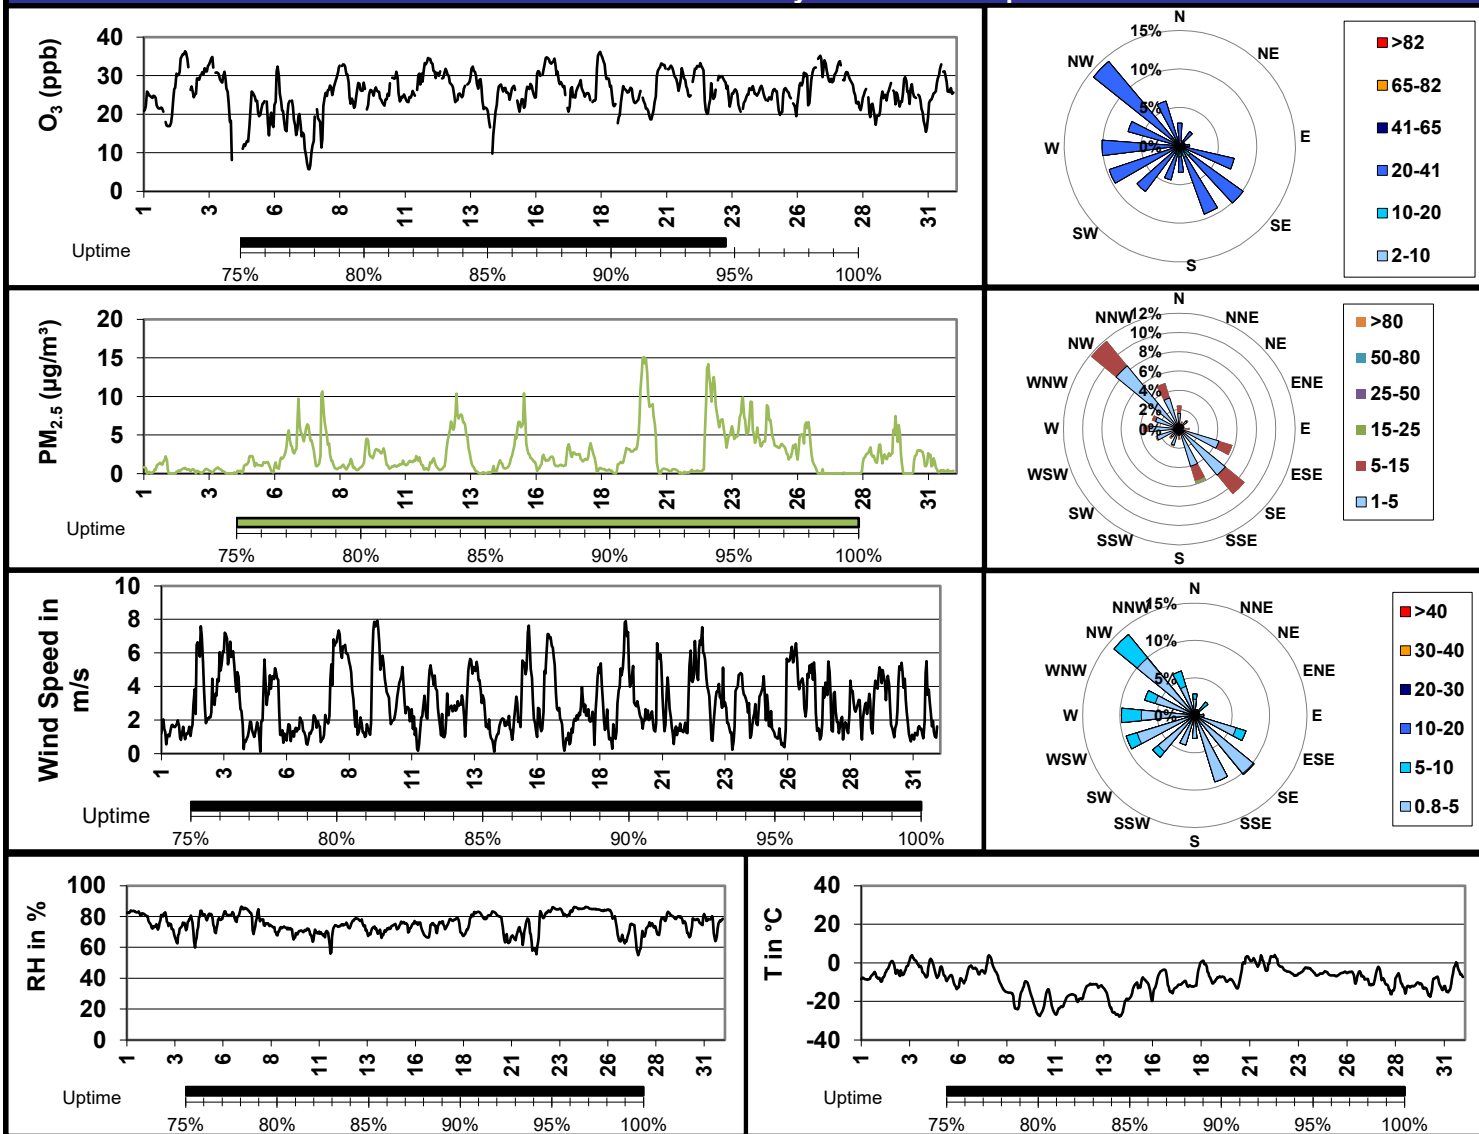 O3 (ppb)
40
30
20
10
0
1 3 6 8 11 13 16 18 21 23 26 28 31
Uptime
75% 80% 85% 90% 95% 100%
N
NE
E
SE
S
SW
W
NW
15%
10%
5%
0%
>82
65-82
41-65
20-41
10-20
2-10
PM2.5 (µg/m³)
20
15
10
5
0
1 3 6 8 11 13 16 18 21 23 26 28 31
Uptime
75% 80% 85% 90% 95% 100%
N
NNE
NE
ENE
E
ESE
SE
SSE
S
SSW
SW
WSW
W
WNW
NW
NNW
12%
10%
8%
6%
4%
2%
0%
>80
50-80
25-50
15-25
5-15
1-5
Wind Speed in
m/s
10
8
6
4
2
0
1 3 6 8 11 13 16 18 21 23 26 28 31
Uptime
75% 80% 85% 90% 95% 100%
N
NNE
NE
ENE
E
ESE
SE
SSE
S
SSW
SW
WSW
W
WNW
NW
NNW
15%
10%
5%
0%
>40
30-40
20-30
10-20
5-10
0.8-5
RH in %
100
80
60
40
20
0
1 3 6 8 11 13 16 18 21 23 26 28 31
Uptime
75% 80% 85% 90% 95% 100%
T in °C
40
20
0
-20
-40
1 3 6 8 11 13 16 18 21 23 26 28 31
Uptime
75% 80% 85% 90% 95% 100%